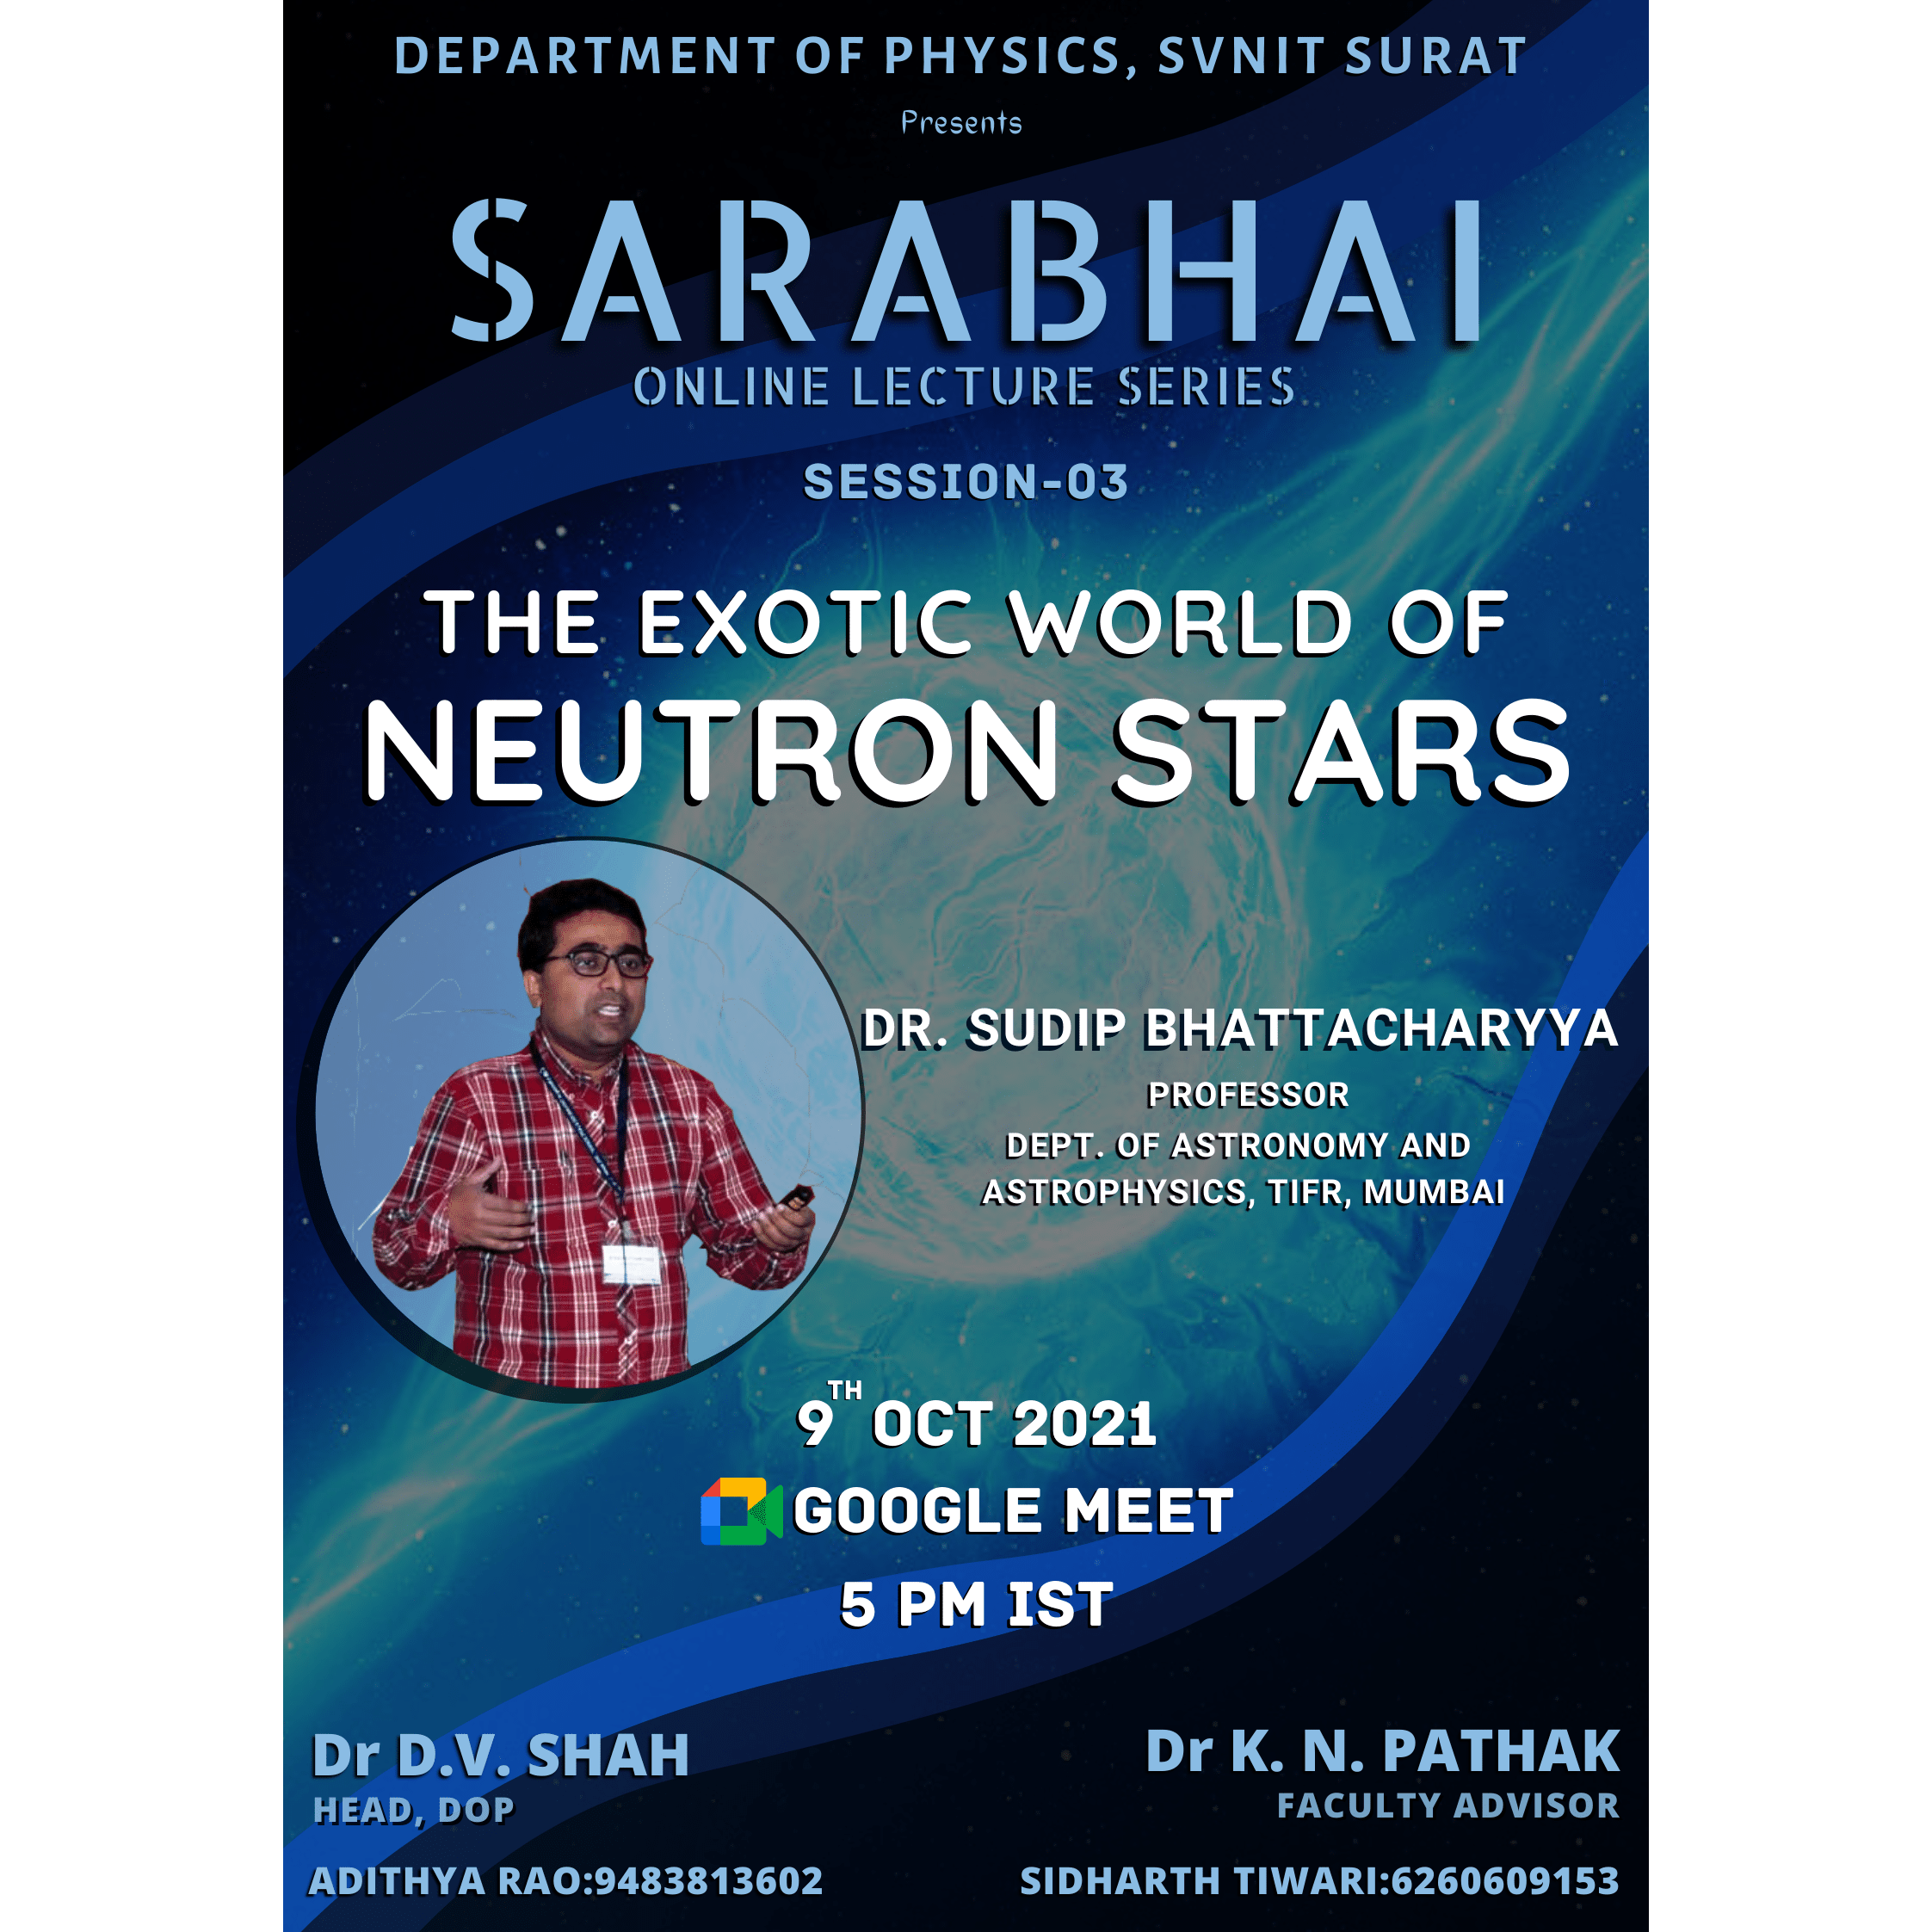 DEPARTMENT OF PHYSICS, SVNIT SURAT
Presents
SARABHAI
ONLINE LECTURE SERIES
SESSION-03
THE EXOTIC WORLD OF
NEUTRON STARS
DR. SUDIP BHATTACHARYYA
PROFESSOR
DEPT. OF ASTRONOMY AND
ASTROPHYSICS, TIFR, MUMBAI
9TH OCT 2021
GOOGLE MEET
5 PM IST
Dr D.V. SHAH
HEAD, DOP
Dr K. N. PATHAK
FACULTY ADVISOR
ADITHYA RAO:9483813602
SIDHARTH TIWARI:6260609153